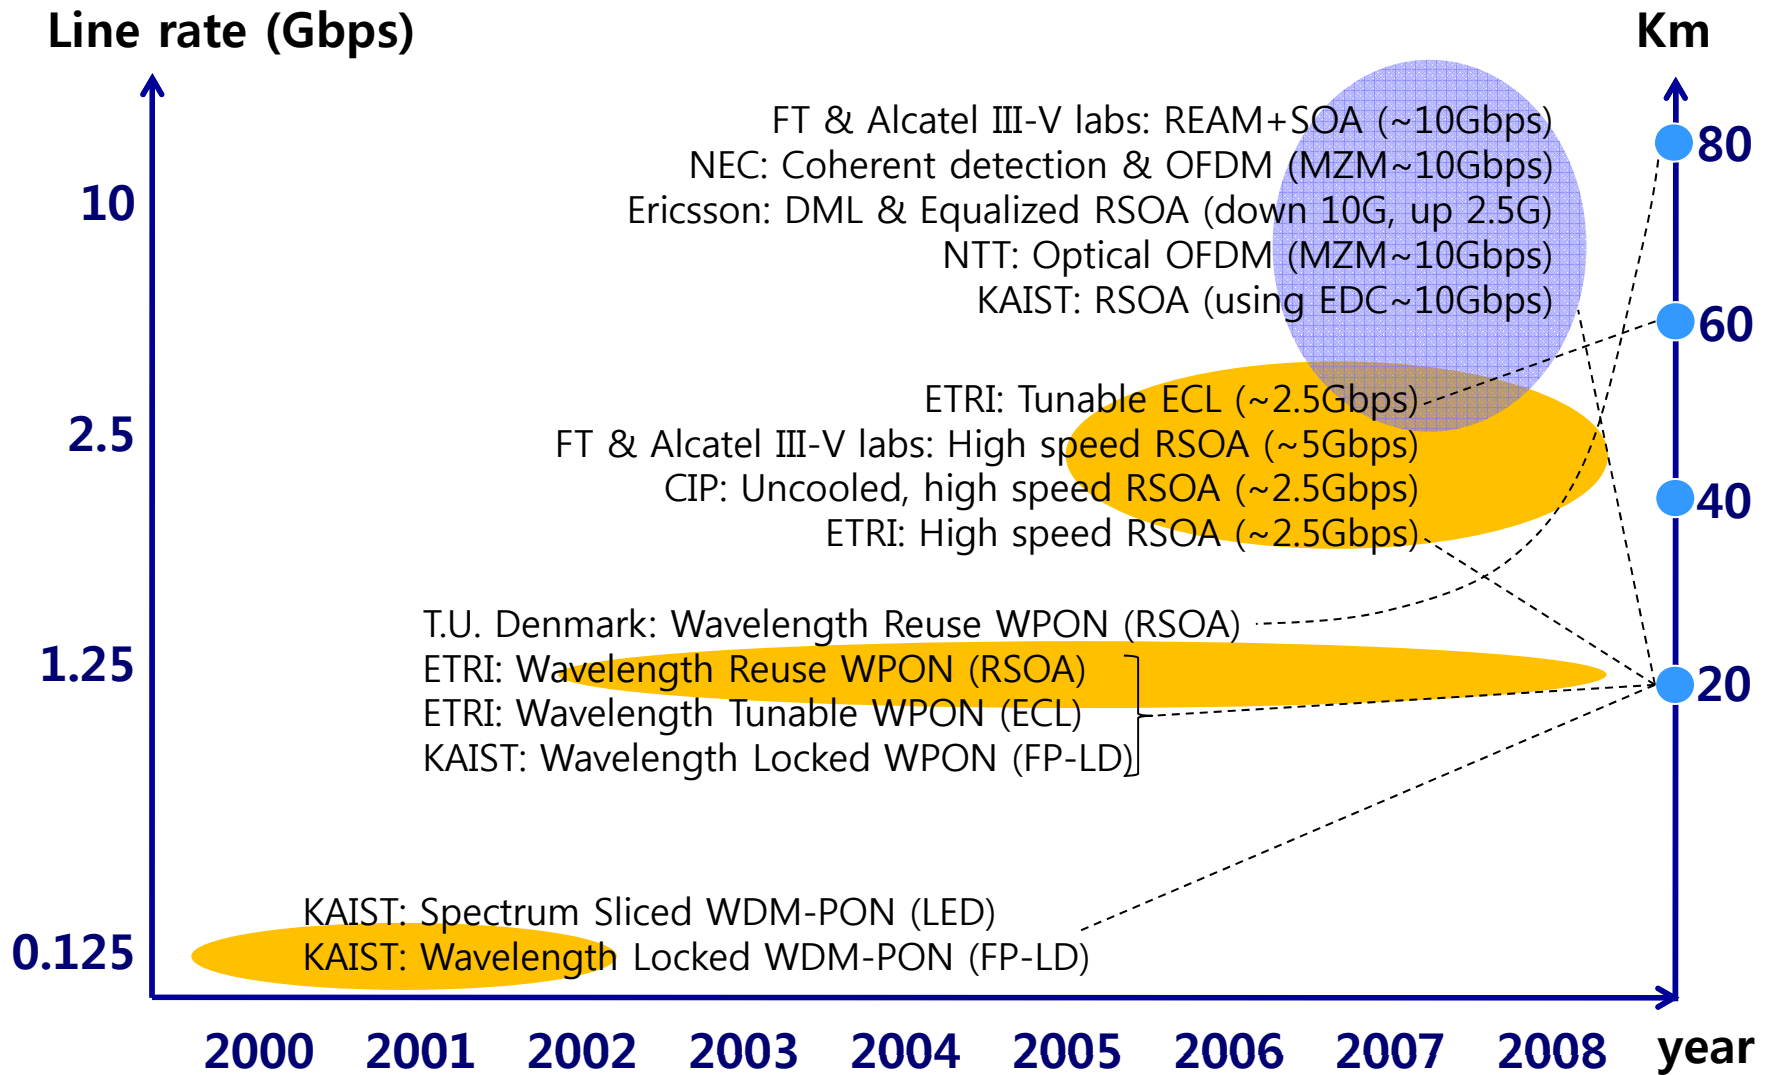 Line rate (Gbps)
Km
FT & Alcatel III-V labs: REAM+SOA (~10Gbps)
80
NEC: Coherent detection & OFDM (MZM~10Gbps)
10
Ericsson: DML & Equalized RSOA (down 10G, up 2.5G)
NTT: Optical OFDM (MZM~10Gbps)
KAIST: RSOA (using EDC~10Gbps)
60
ETRI: Tunable ECL (~2.5Gbps)
2.5
FT & Alcatel III-V labs: High speed RSOA (~5Gbps)
CIP: Uncooled, high speed RSOA (~2.5Gbps)
40
ETRI: High speed RSOA (~2.5Gbps)
T.U. Denmark: Wavelength Reuse WPON (RSOA)
1.25
ETRI: Wavelength Reuse WPON (RSOA)
20
ETRI: Wavelength Tunable WPON (ECL)
KAIST: Wavelength Locked WPON (FP-LD)
KAIST: Spectrum Sliced WDM-PON (LED)
0.125
KAIST: Wavelength Locked WDM-PON (FP-LD)
2000 2001 2002 2003 2004 2005 2006 2007 2008 year